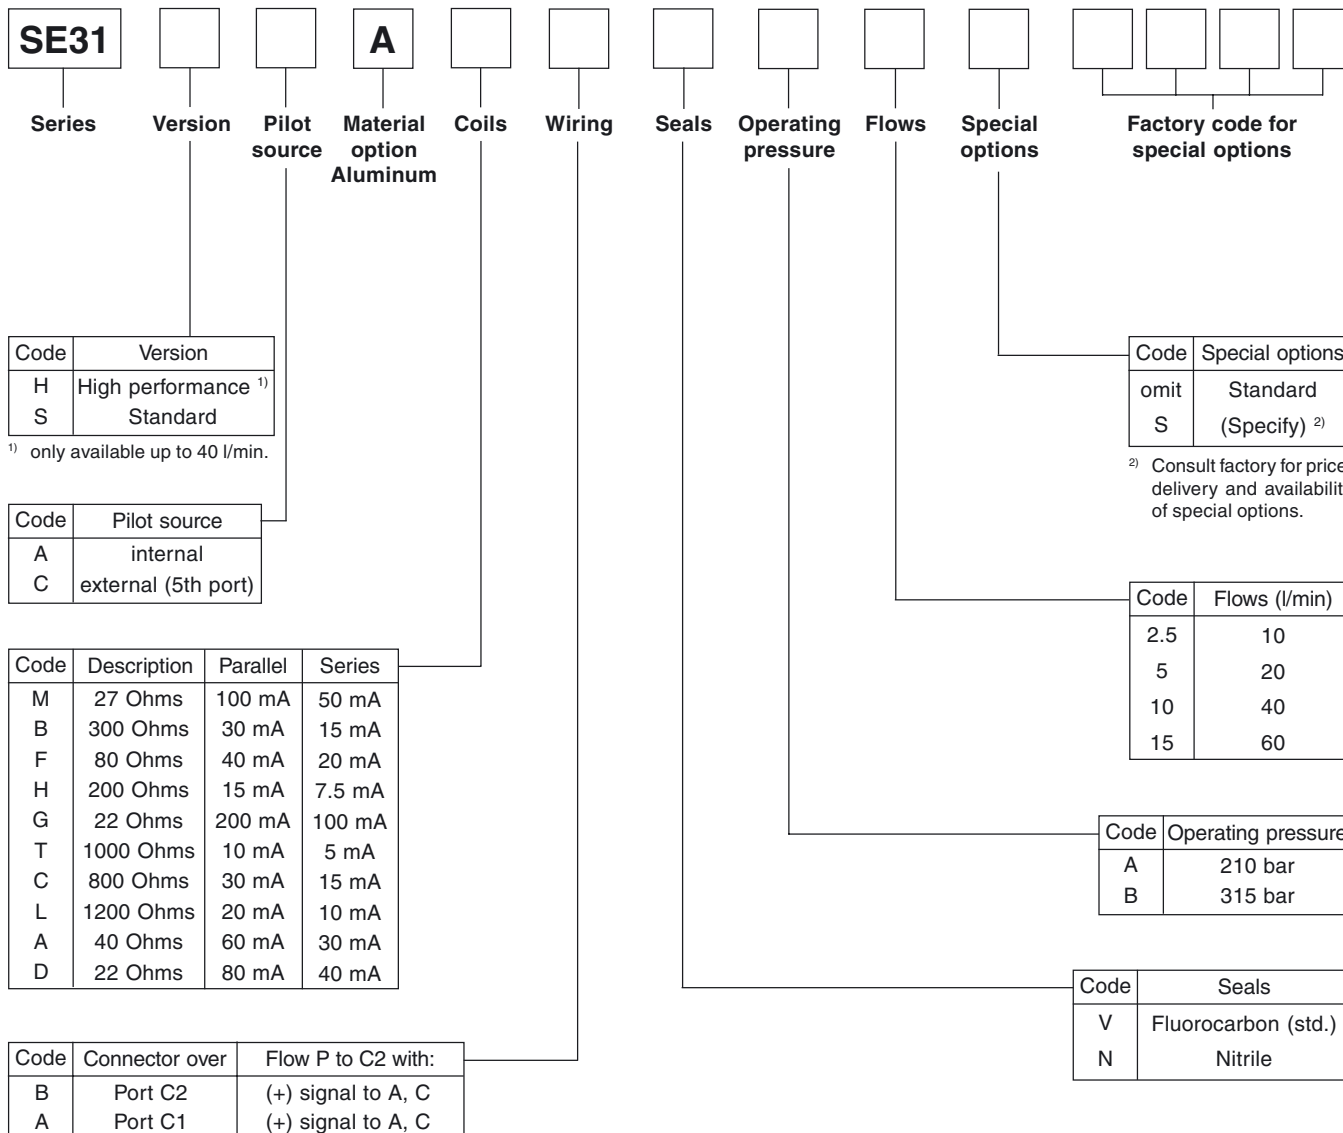 SE31 A
Series Version Pilot source Material option Aluminum Coils Wiring Seals Operating pressure Flows Special options Factory code for special options
Code Version
H High performance 1)
S Standard
1) only available up to 40 l/min.
Code Pilot source
A internal
C external (5th port)
Code Description Parallel Series
M 27 Ohms 100 mA 50 mA
B 300 Ohms 30 mA 15 mA
F 80 Ohms 40 mA 20 mA
H 200 Ohms 15 mA 7.5 mA
G 22 Ohms 200 mA 100 mA
T 1000 Ohms 10 mA 5 mA
C 800 Ohms 30 mA 15 mA
L 1200 Ohms 20 mA 10 mA
A 40 Ohms 60 mA 30 mA
D 22 Ohms 80 mA 40 mA
Code Connector over Flow P to C2 with:
B Port C2 (+) signal to A, C
A Port C1 (+) signal to A, C
Code Special options
omit Standard
S (Specify) 2)
2) Consult factory for price
delivery and availabilit
of special options.
Code Flows (l/min)
2.5 10
5 20
10 40
15 60
Code Operating pressure
A 210 bar
B 315 bar
Code Seals
V Fluorocarbon (std.)
N Nitrile